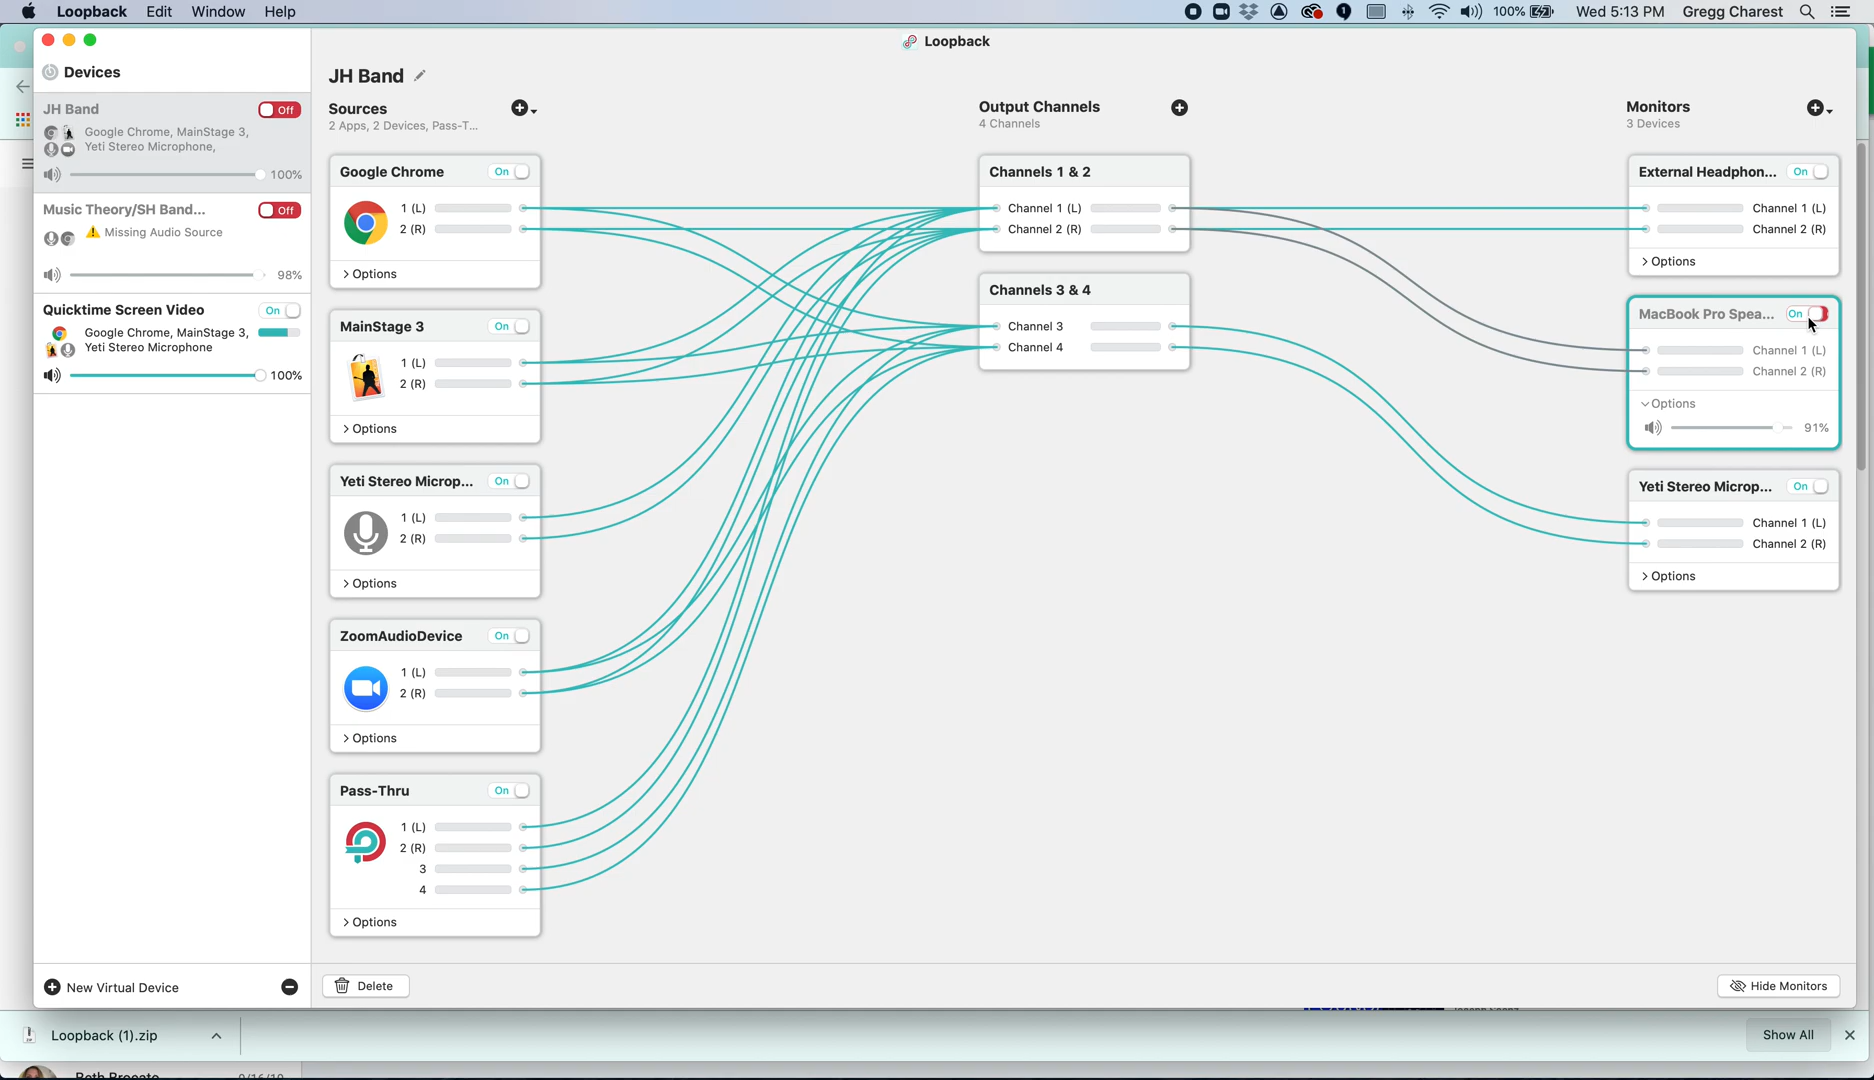 Loopback Edit Window Help
100% Wed 5:13 PM Gregg Charest
Loopback
Devices
JH Band Off
Google Chrome, MainStage 3,
Yeti Stereo Microphone,
100%
Music Theory/SH Band... Off
Missing Audio Source
98%
Quicktime Screen Video On
Google Chrome, MainStage 3,
Yeti Stereo Microphone
100%
New Virtual Device
JH Band
Sources
2 Apps, 2 Devices, Pass-T...
Google Chrome On
1 (L)
2 (R)
Options
MainStage 3 On
1 (L)
2 (R)
Options
Yeti Stereo Microp... On
1 (L)
2 (R)
Options
ZoomAudioDevice On
1 (L)
2 (R)
Options
Pass-Thru On
1 (L)
2 (R)
3
4
Options
Output Channels
4 Channels
Channels 1 & 2
Channel 1 (L)
Channel 2 (R)
Channels 3 & 4
Channel 3
Channel 4
Monitors
3 Devices
External Headphon... On
Channel 1 (L)
Channel 2 (R)
Options
MacBook Pro Spea... On
Channel 1 (L)
Channel 2 (R)
Options
91%
Yeti Stereo Microp... On
Channel 1 (L)
Channel 2 (R)
Options
Delete
Hide Monitors
Loopback (1).zip
Show All
Beth Brocato 9/16/19